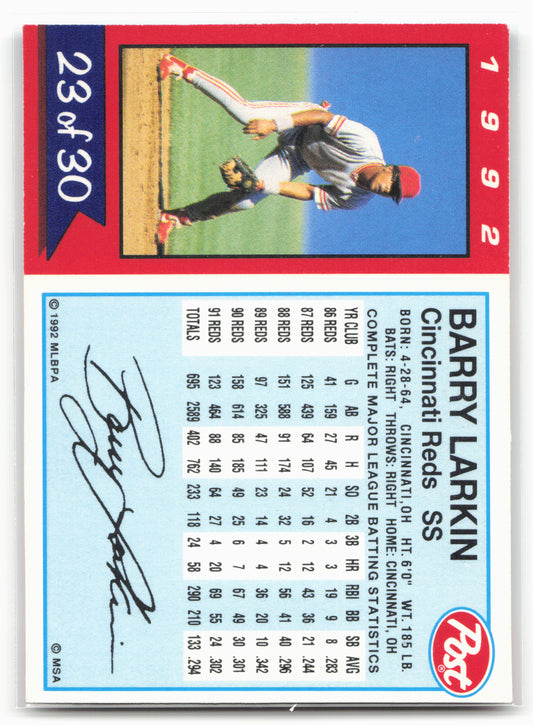 1992
23 of 30
BARRY LARKIN
Cincinnati Reds SS
BORN: 4-28-64, CINCINNATI, OH HT. 6'0" WT. 185 LB.
BATS: RIGHT THROWS: RIGHT HOME: CINCINNATI, OH
COMPLETE MAJOR LEAGUE BATTING STATISTICS
YR CLUB G AB R H SO 2B 3B HR RBI BB SB AVG
86 REDS 41 159 27 45 21 4 3 3 19 9 8 .283
87 REDS 125 439 64 107 52 16 2 12 43 36 21 .244
88 REDS 151 588 91 174 24 32 5 12 56 41 40 .296
89 REDS 97 325 47 111 23 14 4 4 36 20 10 .342
90 REDS 158 614 85 185 49 25 6 7 67 49 30 .301
91 REDS 123 464 88 140 64 27 4 20 69 55 24 .302
TOTALS 695 2589 402 762 233 118 24 58 290 210 133 .294
Post
Barry Larkin
© 1992 MLBPA
© MSA